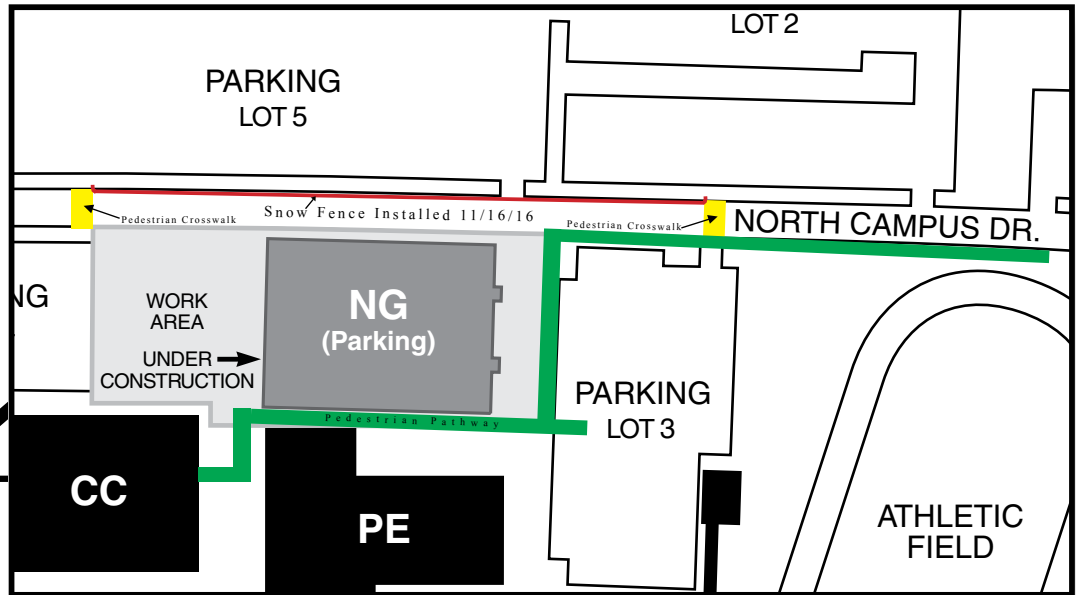 LOT 2
PARKING
LOT 5
Pedestrian Crosswalk
Snow Fence Installed 11/16/16
Pedestrian Crosswalk
NORTH CAMPUS DR.
NG
WORK
AREA
NG
(Parking)
UNDER
CONSTRUCTION
PARKING
LOT 3
Pedestrian Pathway
CC
PE
ATHLETIC
FIELD